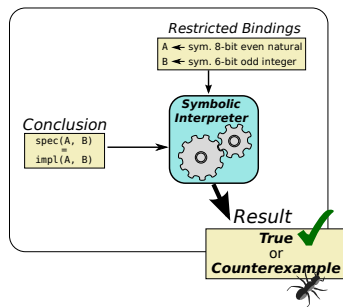 Restricted Bindings
A ← sym. 8-bit even natural
B ← sym. 6-bit odd integer
Symbolic
Interpreter
Conclusion
spec(A, B)
=
impl(A, B)
Result
True
or
Counterexample